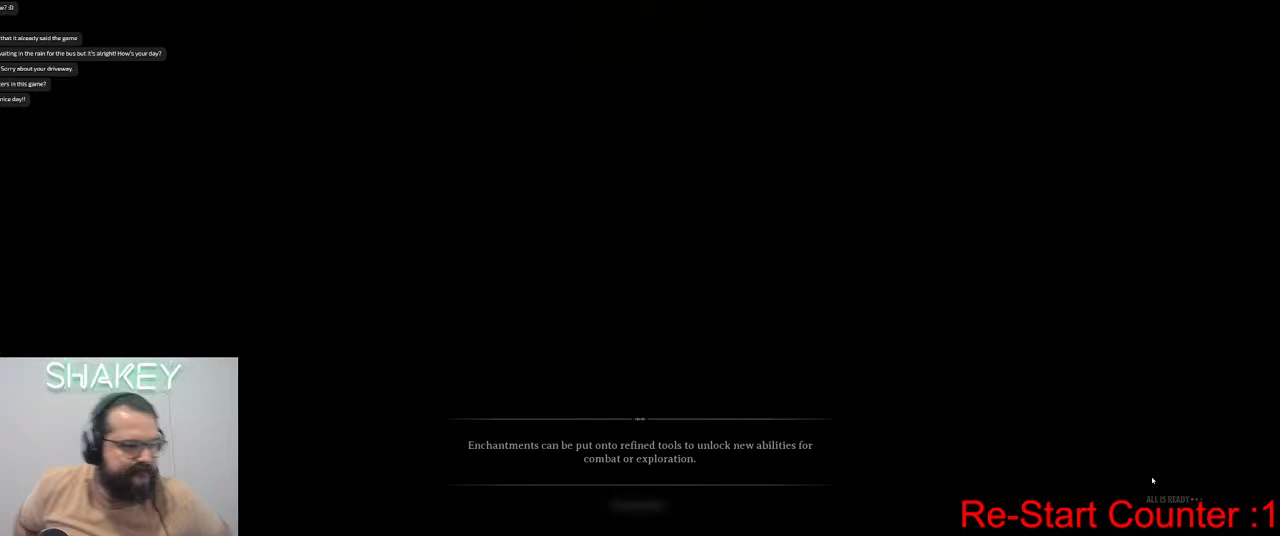 e? :D
that it already said the game
waiting in the rain for the bus but it's alright! How's your day?
Sorry about your driveway.
ers in this game?
nice day!!
SHAKEY
Enchantments can be put onto refined tools to unlock new abilities for
combat or exploration.
ALL IS READY
Re-Start Counter :1